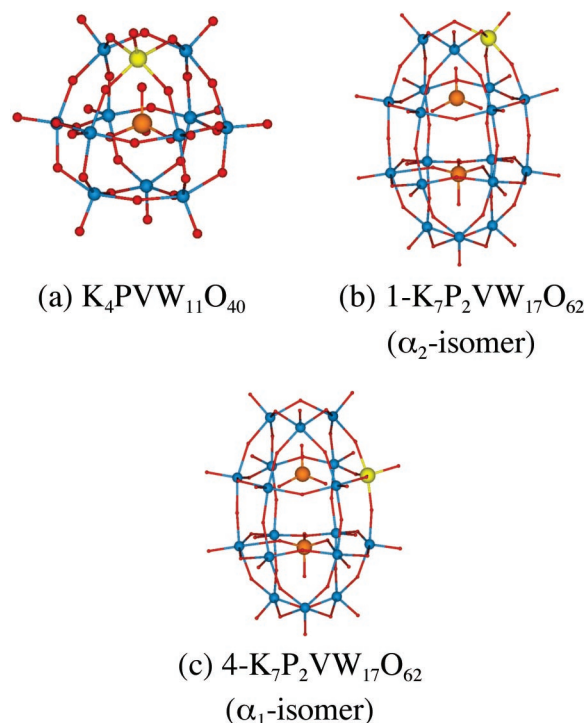 (a) K₄PVW₁₁O₄₀
(b) 1-K₇P₂VW₁₇O₆₂
(α₂-isomer)
(c) 4-K₇P₂VW₁₇O₆₂
(α₁-isomer)